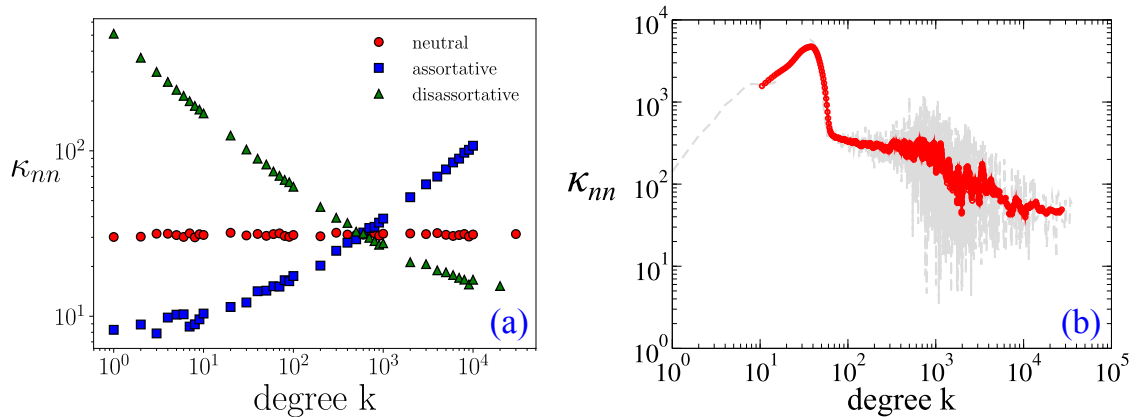 neutral
assortative
disassortative
10²
κnn
10¹
10⁰ 10¹ 10² 10³ 10⁴
degree k
(a)
10⁴
10³
10²
10¹
10⁰
κnn
10⁰ 10¹ 10² 10³ 10⁴ 10⁵
degree k
(b)